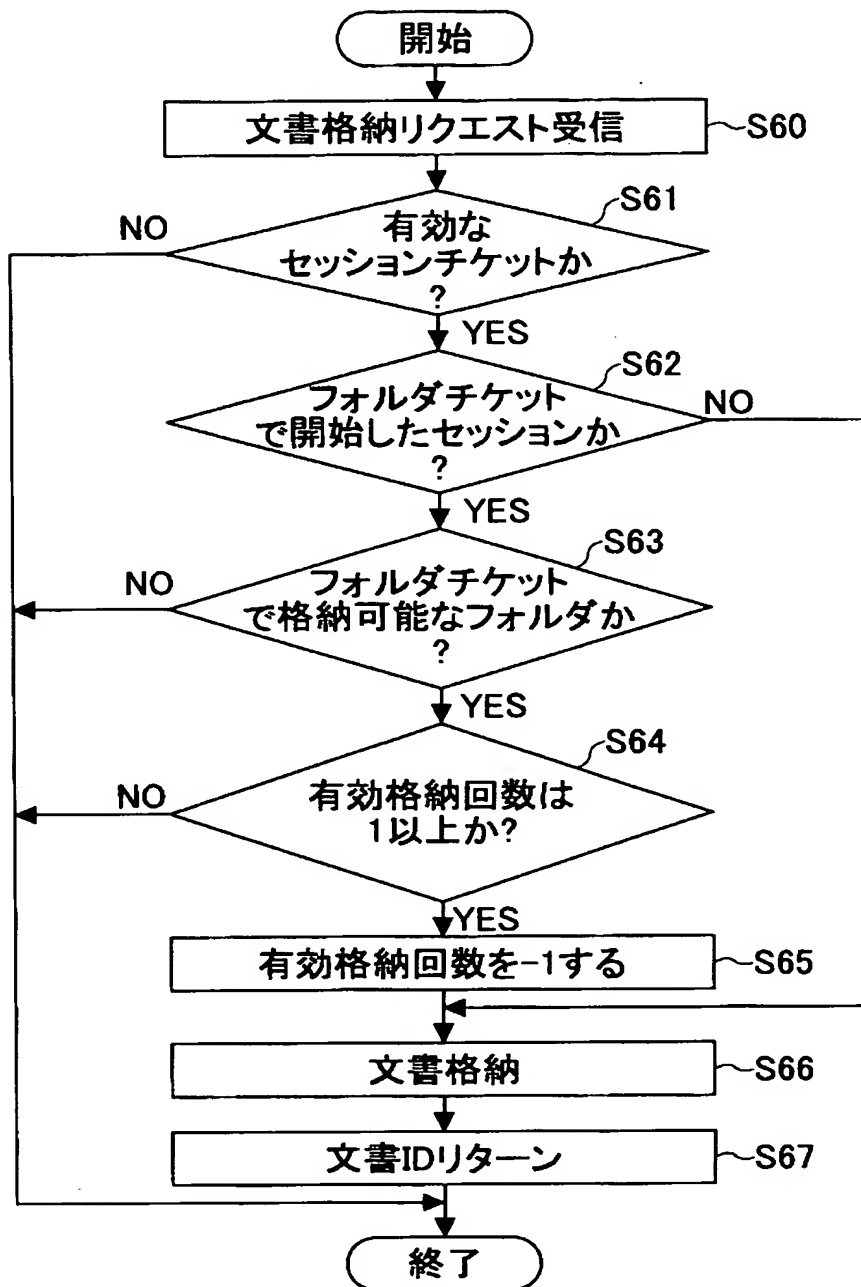 開始
文書格納リクエスト受信
S60
S61
NO
有効な
セッションチケットか
?
YES
S62
フォルダチケット
で開始したセッションか
?
NO
YES
S63
NO
フォルダチケット
で格納可能なフォルダか
?
YES
S64
NO
有効格納回数は
1以上か?
YES
有効格納回数を-1する
S65
文書格納
S66
文書IDリターン
S67
終了